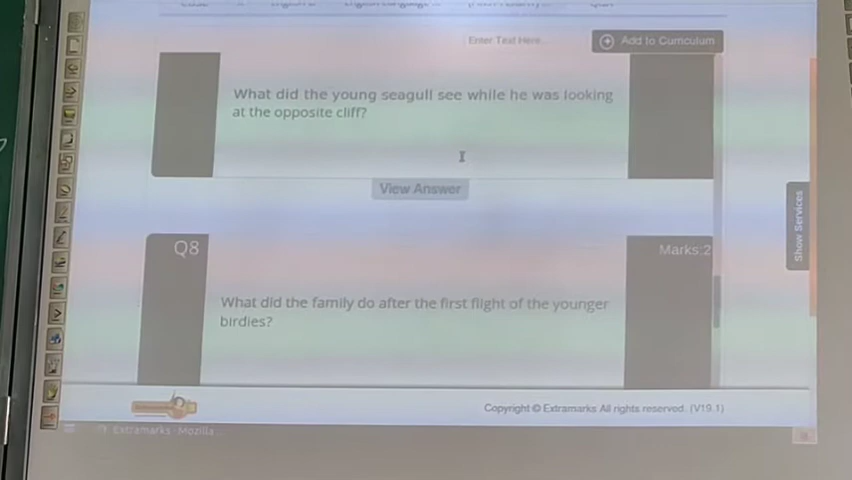 Enter Text Here...
Add to Curriculum
What did the young seagull see while he was looking
at the opposite cliff?
View Answer
Show Services
Q8
Marks:2
What did the family do after the first flight of the younger
birdies?
Copyright © Extramarks All rights reserved. (V19.1)
Extramarks - Mozilla ...